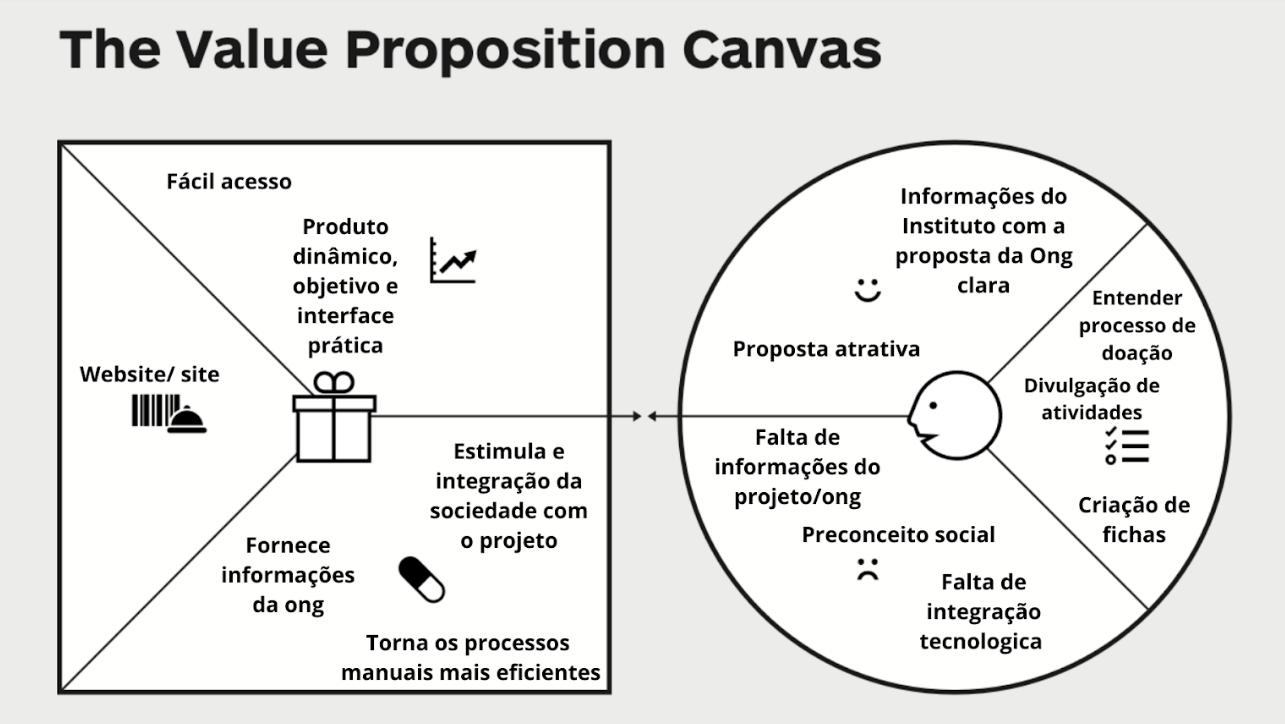 The Value Proposition Canvas
Fácil acesso
Produto
dinâmico,
objetivo e
interface
prática
Website/ site
Estimula e
integração da
sociedade com
o projeto
Fornece
informações
da ong
Torna os processos
manuais mais eficientes
Informações do
Instituto com a
proposta da Ong
clara
Proposta atrativa
Entender
processo de
doação
Divulgação de
atividades
Criação de
fichas
Falta de
informações do
projeto/ong
Preconceito social
Falta de
integração
tecnologica